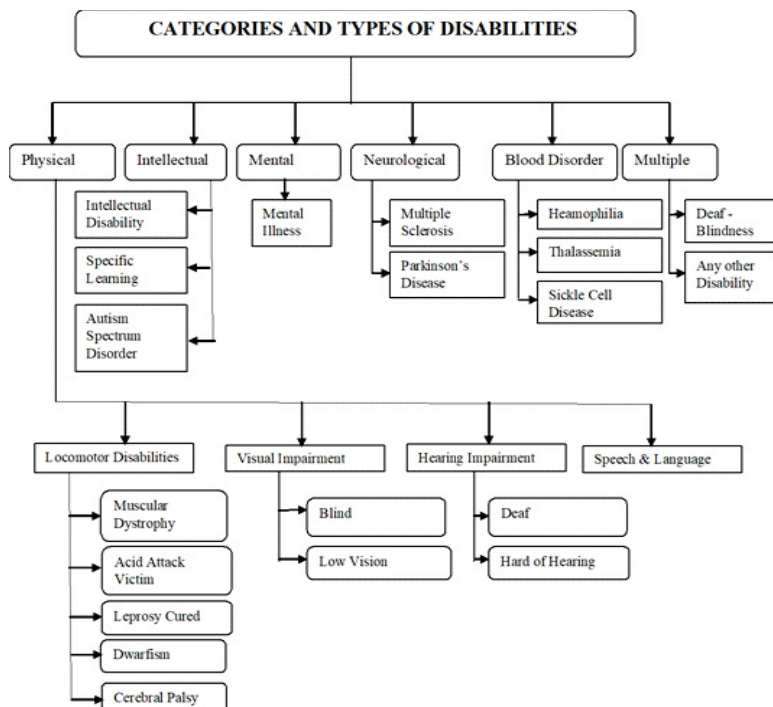 CATEGORIES AND TYPES OF DISABILITIES
Physical
Intellectual
Mental
Neurological
Blood Disorder
Multiple
Intellectual
Disability
Specific
Learning
Autism
Spectrum
Disorder
Mental
Illness
Multiple
Sclerosis
Parkinson's
Disease
Heamophilia
Thalassemia
Sickle Cell
Disease
Deaf -
Blindness
Any other
Disability
Locomotor Disabilities
Visual Impairment
Hearing Impairment
Speech & Language
Muscular
Dystrophy
Acid Attack
Victim
Leprosy Cured
Dwarfism
Cerebral Palsy
Blind
Low Vision
Deaf
Hard of Hearing